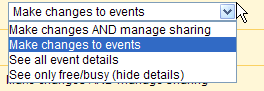 Make changes to events
Make changes AND manage sharing
Make changes to events
See all event details
See only free/busy (hide details)